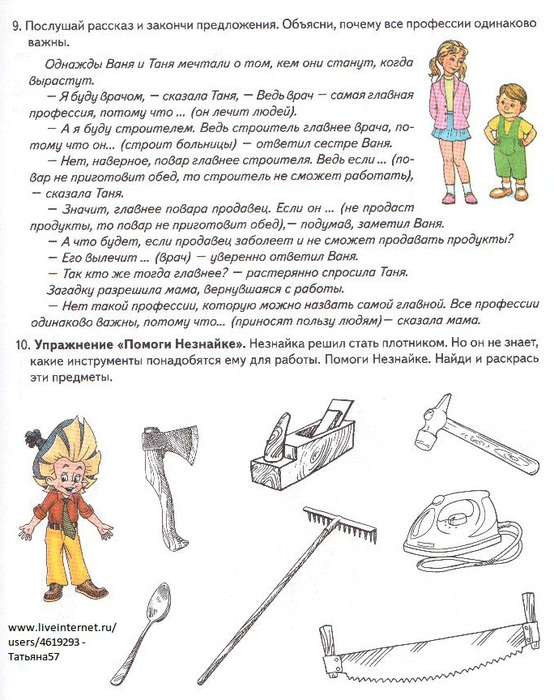 9. Послушай рассказ и закончи предложения. Объясни, почему все профессии одинаково
важны.
Однажды Ваня и Таня мечтали о том, кем они станут, когда
вырастут.
– Я буду врачом, – сказала Таня, – Ведь врач – самая главная
профессия, потому что ... (он лечит людей).
– А я буду строителем. Ведь строитель главнее врача, по-
тому что он... (строит больницы) – ответил сестре Ваня.
– Нет, наверное, повар главнее строителя. Ведь если ... (по-
вар не приготовит обед, то строитель не сможет работать),
– сказала Таня.
– Значит, главнее повара продавец. Если он ... (не продаст
продукты, то повар не приготовит обед),– подумав, заметил Ваня.
– А что будет, если продавец заболеет и не сможет продавать продукты?
– Его вылечит ... (врач) – уверенно ответил Ваня.
– Так кто же тогда главнее? – растерянно спросила Таня.
Загадку разрешила мама, вернувшаяся с работы.
– Нет такой профессии, которую можно назвать самой главной. Все профессии
одинаково важны, потому что... (приносят пользу людям)– сказала мама.
10. Упражнение «Помоги Незнайке». Незнайка решил стать плотником. Но он не знает,
какие инструменты понадобятся ему для работы. Помоги Незнайке. Найди и раскрась
эти предметы.
www.liveinternet.ru/
users/4619293 -
Татьяна57